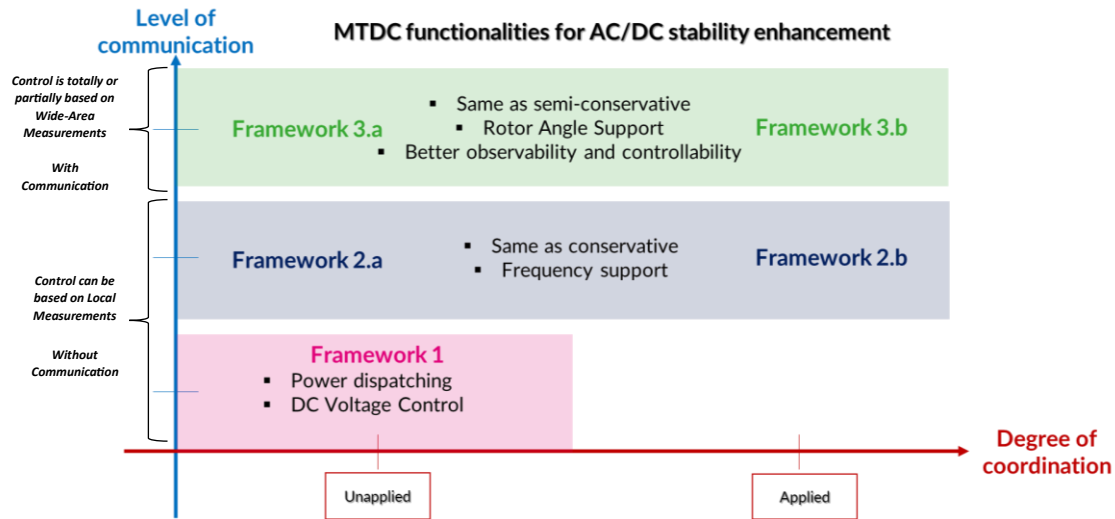 Level of
communication
MTDC functionalities for AC/DC stability enhancement
Control is totally or
partially based on
Wide-Area
Measurements
With
Communication
Framework 3.a
▪ Same as semi-conservative
▪ Rotor Angle Support
▪ Better observability and controllability
Framework 3.b
Control can be
based on Local
Measurements
Without
Communication
Framework 2.a
▪ Same as conservative
▪ Frequency support
Framework 2.b
Framework 1
▪ Power dispatching
▪ DC Voltage Control
Degree of
coordination
Unapplied
Applied